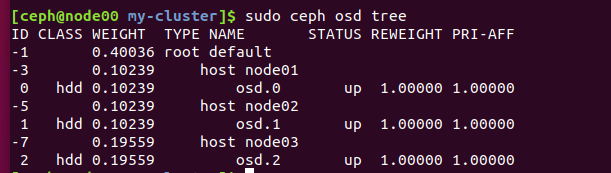 [ceph@node00 my-cluster]$ sudo ceph osd tree
ID CLASS WEIGHT  TYPE NAME       STATUS REWEIGHT PRI-AFF
-1       0.40036 root default
-3       0.10239     host node01
 0   hdd 0.10239         osd.0       up  1.00000 1.00000
-5       0.10239     host node02
 1   hdd 0.10239         osd.1       up  1.00000 1.00000
-7       0.19559     host node03
 2   hdd 0.19559         osd.2       up  1.00000 1.00000